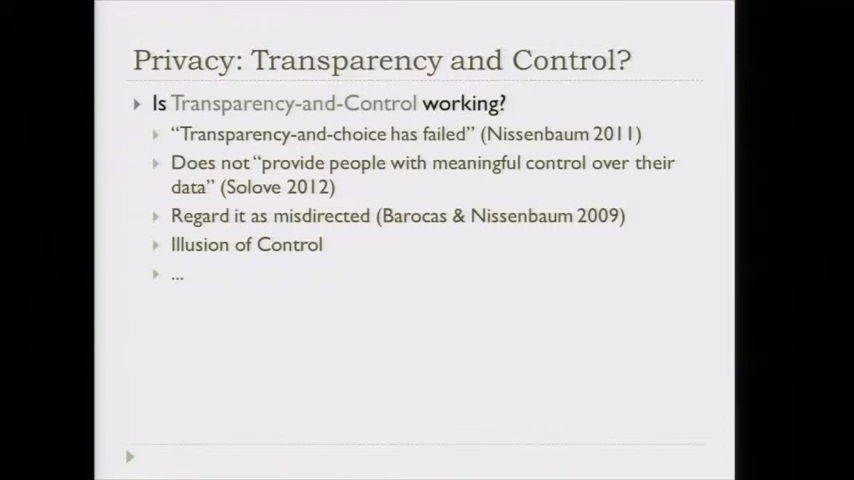 Privacy: Transparency and Control?
Is Transparency-and-Control working?
“Transparency-and-choice has failed” (Nissenbaum 2011)
Does not “provide people with meaningful control over their
data” (Solove 2012)
Regard it as misdirected (Barocas & Nissenbaum 2009)
Illusion of Control
...